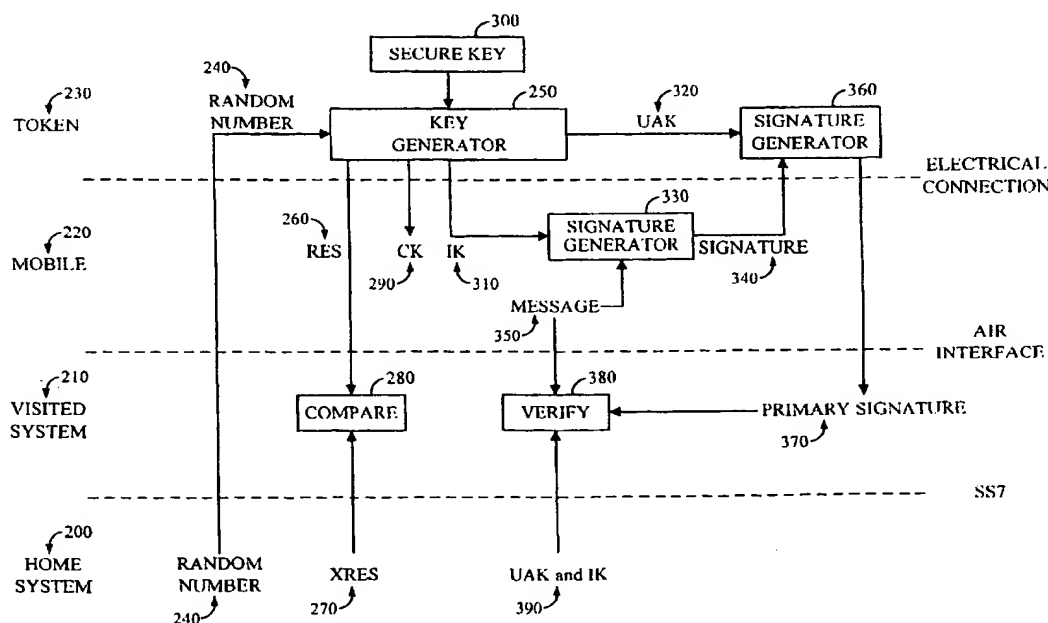 300
SECURE KEY
240
230
RANDOM
NUMBER
TOKEN
250
KEY
GENERATOR
320
UAK
360
SIGNATURE
GENERATOR
ELECTRICAL
CONNECTION
220
MOBILE
260
RES
CK
290
IK
310
330
SIGNATURE
GENERATOR
SIGNATURE
340
MESSAGE
350
AIR
INTERFACE
210
VISITED
SYSTEM
280
COMPARE
380
VERIFY
PRIMARY SIGNATURE
370
SS7
200
HOME
SYSTEM
RANDOM
NUMBER
240
XRES
270
UAK and IK
390